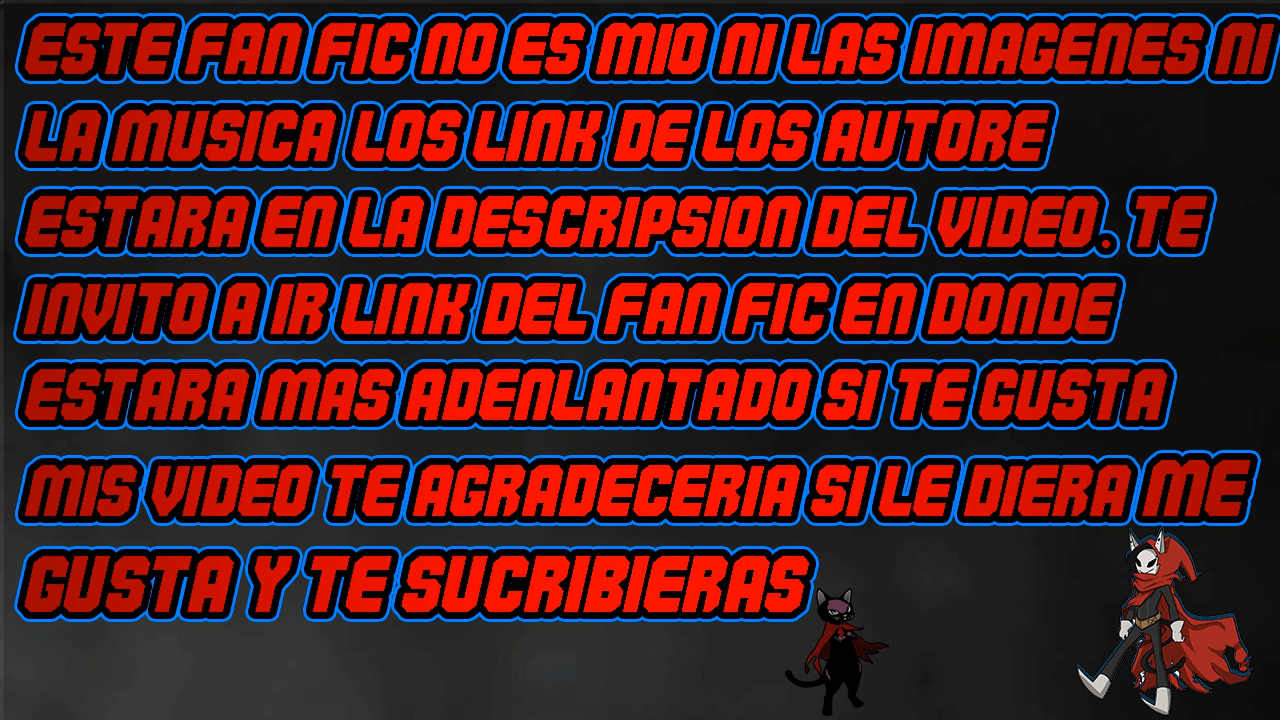 ESTE FAN FIC NO ES MIO NI LAS IMAGENES NI
LA MUSICA LOS LINK DE LOS AUTORE
ESTARA EN LA DESCRIPSION DEL VIDEO. TE
INVITO A IR LINK DEL FAN FIC EN DONDE
ESTARA MAS ADENLANTADO SI TE GUSTA
MIS VIDEO TE AGRADECERIA SI LE DIERA ME
GUSTA Y TE SUCRIBIERAS